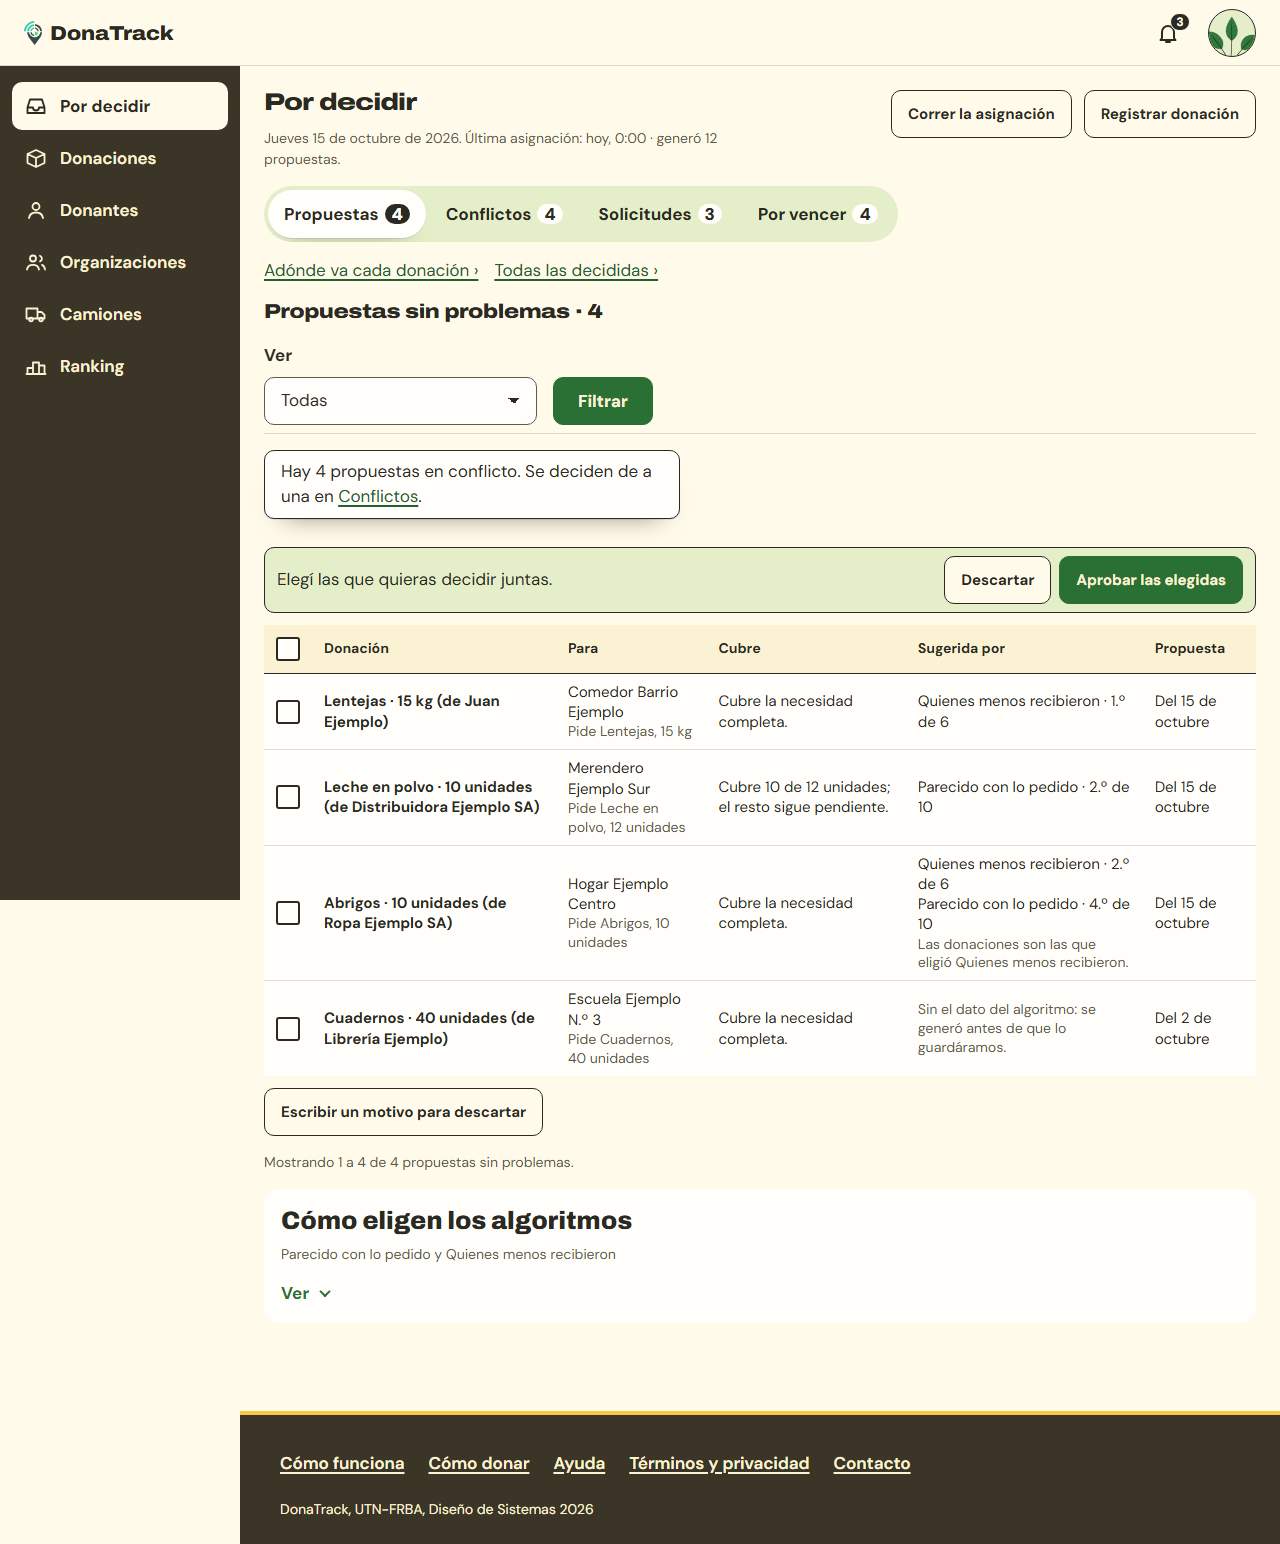 DonaTrack
3
Por decidir
Donaciones
Donantes
Organizaciones
Camiones
Ranking
Por decidir
Jueves 15 de octubre de 2026. Última asignación: hoy, 0:00 · generó 12
propuestas.
Correr la asignación
Registrar donación
Propuestas 4
Conflictos 4
Solicitudes 3
Por vencer 4
Adónde va cada donación ›
Todas las decididas ›
Propuestas sin problemas · 4
Ver
Todas
Filtrar
Hay 4 propuestas en conflicto. Se deciden de a
una en Conflictos.
Elegí las que quieras decidir juntas.
Descartar
Aprobar las elegidas
Donación
Para
Cubre
Sugerida por
Propuesta
Lentejas · 15 kg (de Juan
Ejemplo)
Comedor Barrio
Ejemplo
Pide Lentejas, 15 kg
Cubre la necesidad
completa.
Quienes menos recibieron · 1.º
de 6
Del 15 de
octubre
Leche en polvo · 10 unidades
(de Distribuidora Ejemplo SA)
Merendero
Ejemplo Sur
Pide Leche en
polvo, 12 unidades
Cubre 10 de 12 unidades;
el resto sigue pendiente.
Parecido con lo pedido · 2.º de
10
Del 15 de
octubre
Abrigos · 10 unidades (de
Ropa Ejemplo SA)
Hogar Ejemplo
Centro
Pide Abrigos, 10
unidades
Cubre la necesidad
completa.
Quienes menos recibieron · 2.º
de 6
Parecido con lo pedido · 4.º de
10
Las donaciones son las que
eligió Quienes menos recibieron.
Del 15 de
octubre
Cuadernos · 40 unidades (de
Librería Ejemplo)
Escuela Ejemplo
N.º 3
Pide Cuadernos,
40 unidades
Cubre la necesidad
completa.
Sin el dato del algoritmo: se
generó antes de que lo
guardáramos.
Del 2 de
octubre
Escribir un motivo para descartar
Mostrando 1 a 4 de 4 propuestas sin problemas.
Cómo eligen los algoritmos
Parecido con lo pedido y Quienes menos recibieron
Ver
Cómo funciona
Cómo donar
Ayuda
Términos y privacidad
Contacto
DonaTrack, UTN-FRBA, Diseño de Sistemas 2026